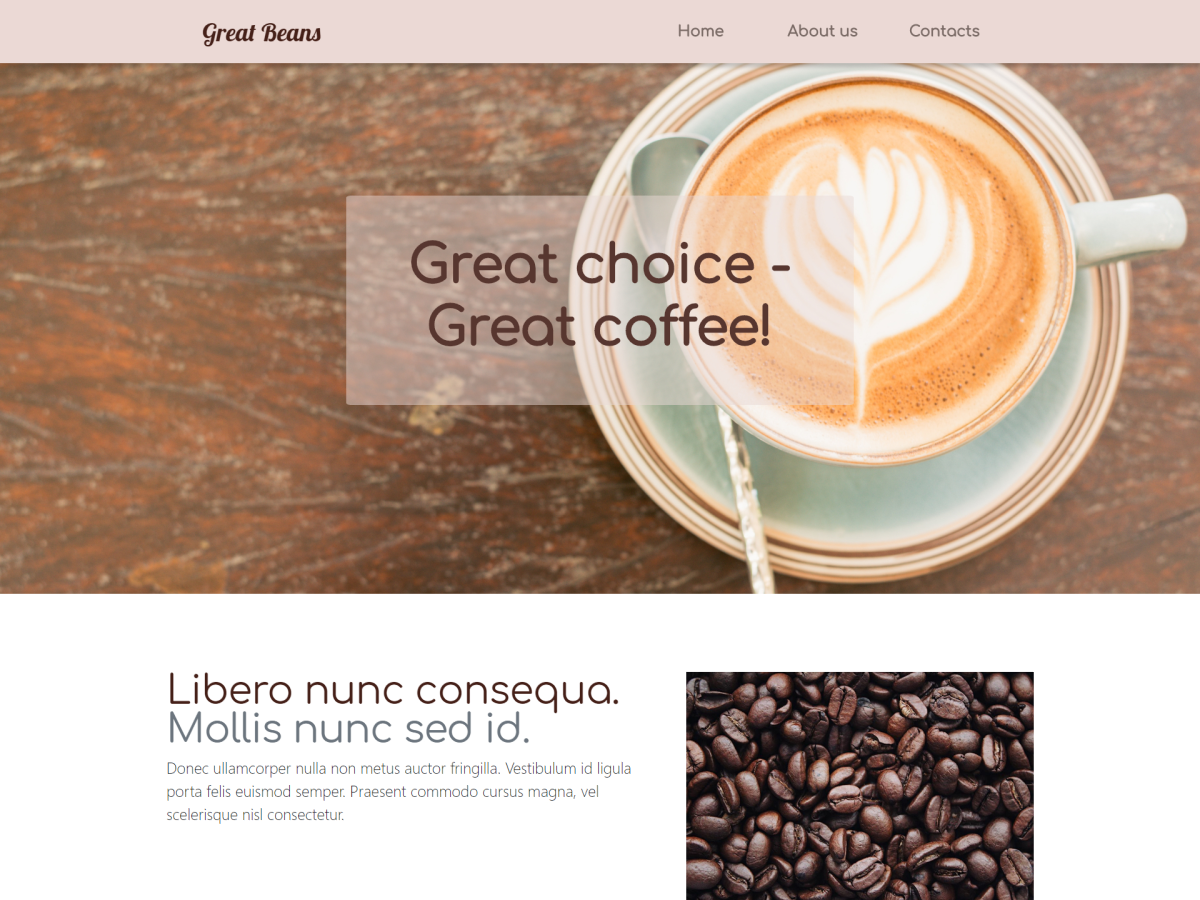 Great Beans
Home
About us
Contacts
Great choice -
Great coffee!
Libero nunc consequa.
Mollis nunc sed id.
Donec ullamcorper nulla non metus auctor fringilla. Vestibulum id ligula
porta felis euismod semper. Praesent commodo cursus magna, vel
scelerisque nisl consectetur.